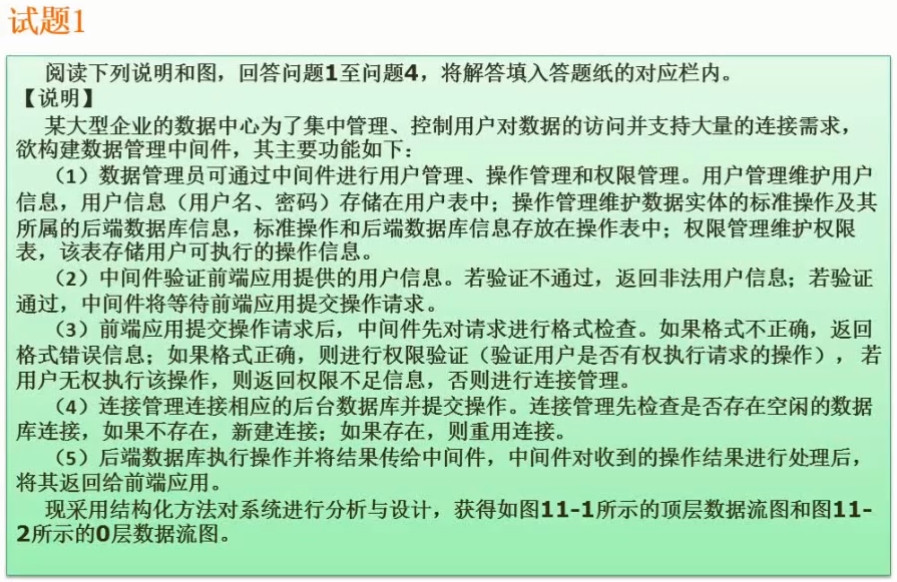 试题1
阅读下列说明和图，回答问题1至问题4，将解答填入答题纸的对应栏内。
【说明】
某大型企业的数据中心为了集中管理、控制用户对数据的访问并支持大量的连接需求，
欲构建数据管理中间件，其主要功能如下：
（1）数据管理员可通过中间件进行用户管理、操作管理和权限管理。用户管理维护用户
信息，用户信息（用户名、密码）存储在用户表中；操作管理维护数据实体的标准操作及其
所属的后端数据库信息，标准操作和后端数据库信息存放在操作表中；权限管理维护权限
表，该表存储用户可执行的操作信息。
（2）中间件验证前端应用提供的用户信息。若验证不通过，返回非法用户信息；若验证
通过，中间件将等待前端应用提交操作请求。
（3）前端应用提交操作请求后，中间件先对请求进行格式检查。如果格式不正确，返回
格式错误信息；如果格式正确，则进行权限验证（验证用户是否有权执行请求的操作），若
用户无权执行该操作，则返回权限不足信息，否则进行连接管理。
（4）连接管理连接相应的后台数据库并提交操作。连接管理先检查是否存在空闲的数据
库连接，如果不存在，新建连接；如果存在，则重用连接。
（5）后端数据库执行操作并将结果传给中间件，中间件对收到的操作结果进行处理后，
将其返回给前端应用。
现采用结构化方法对系统进行分析与设计，获得如图11-1所示的顶层数据流图和图11-
2所示的0层数据流图。